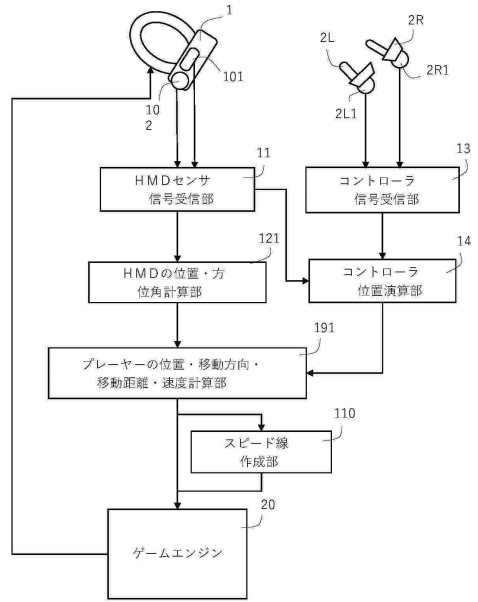 1
2R
2L
101
2R1
10
2
2L1
11
13
HMDセンサ
信号受信部
コントローラ
信号受信部
121
14
HMDの位置・方
位角計算部
コントローラ
位置演算部
191
プレーヤーの位置・移動方向・
移動距離・速度計算部
110
スピード線
作成部
20
ゲームエンジン